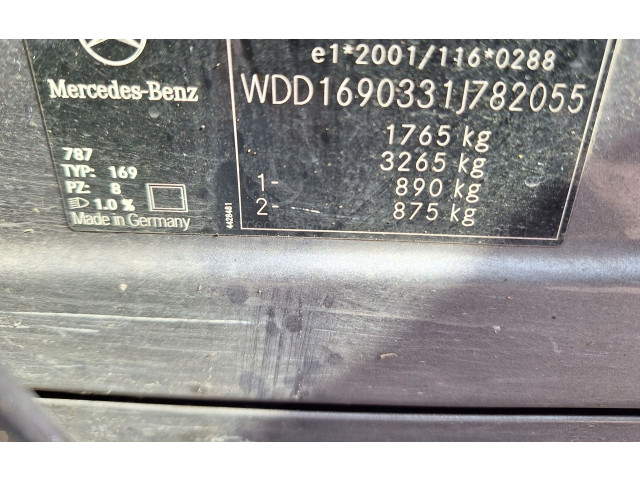 Mercedes-Benz
787
TYP: 169
PZ: 8
1.0 %
Made in Germany
4428481
e1*2001/116*0288
WDD1690331J782055
1765 kg
3265 kg
1- 890 kg
2- 875 kg